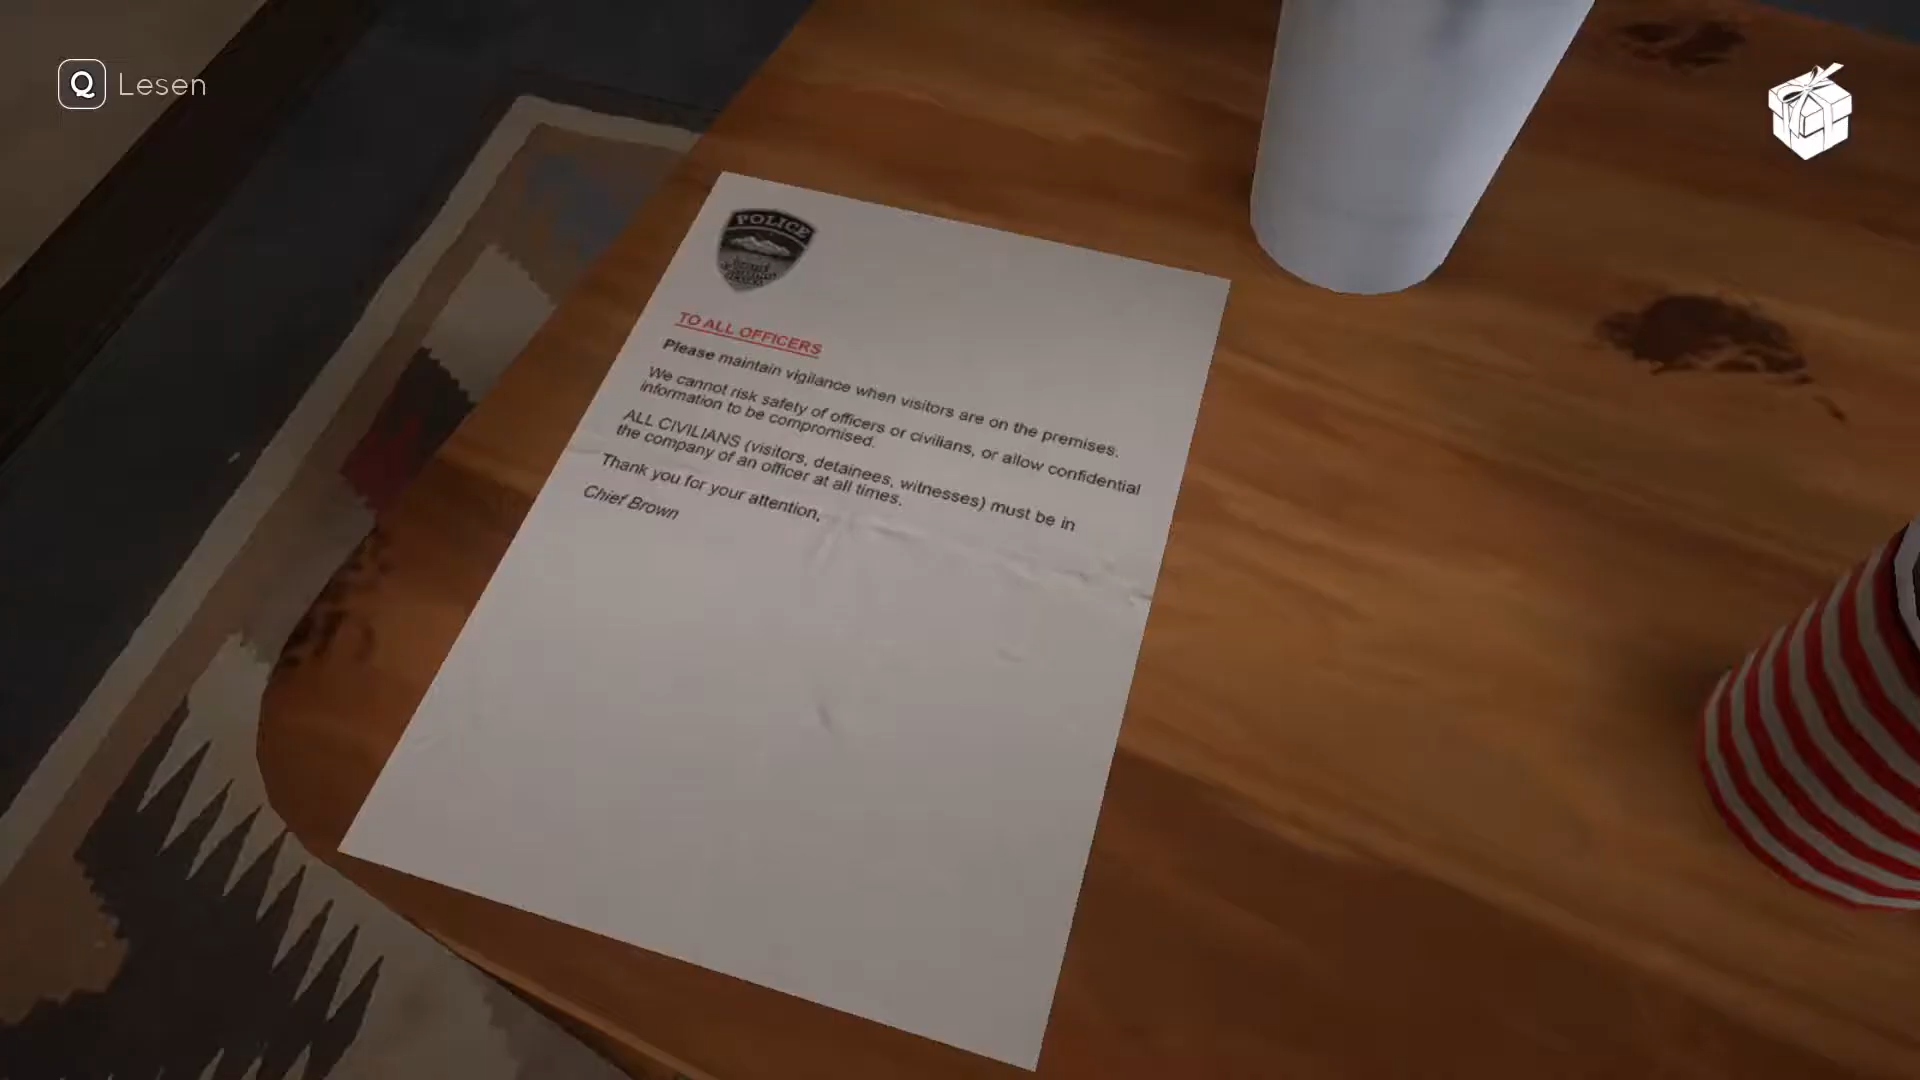 Q Lesen
POLICE
TO ALL OFFICERS
Please maintain vigilance when visitors are on the premises.
We cannot risk safety of officers or civilians, or allow confidential
information to be compromised.
ALL CIVILIANS (visitors, detainees, witnesses) must be in
the company of an officer at all times.
Thank you for your attention,
Chief Brown